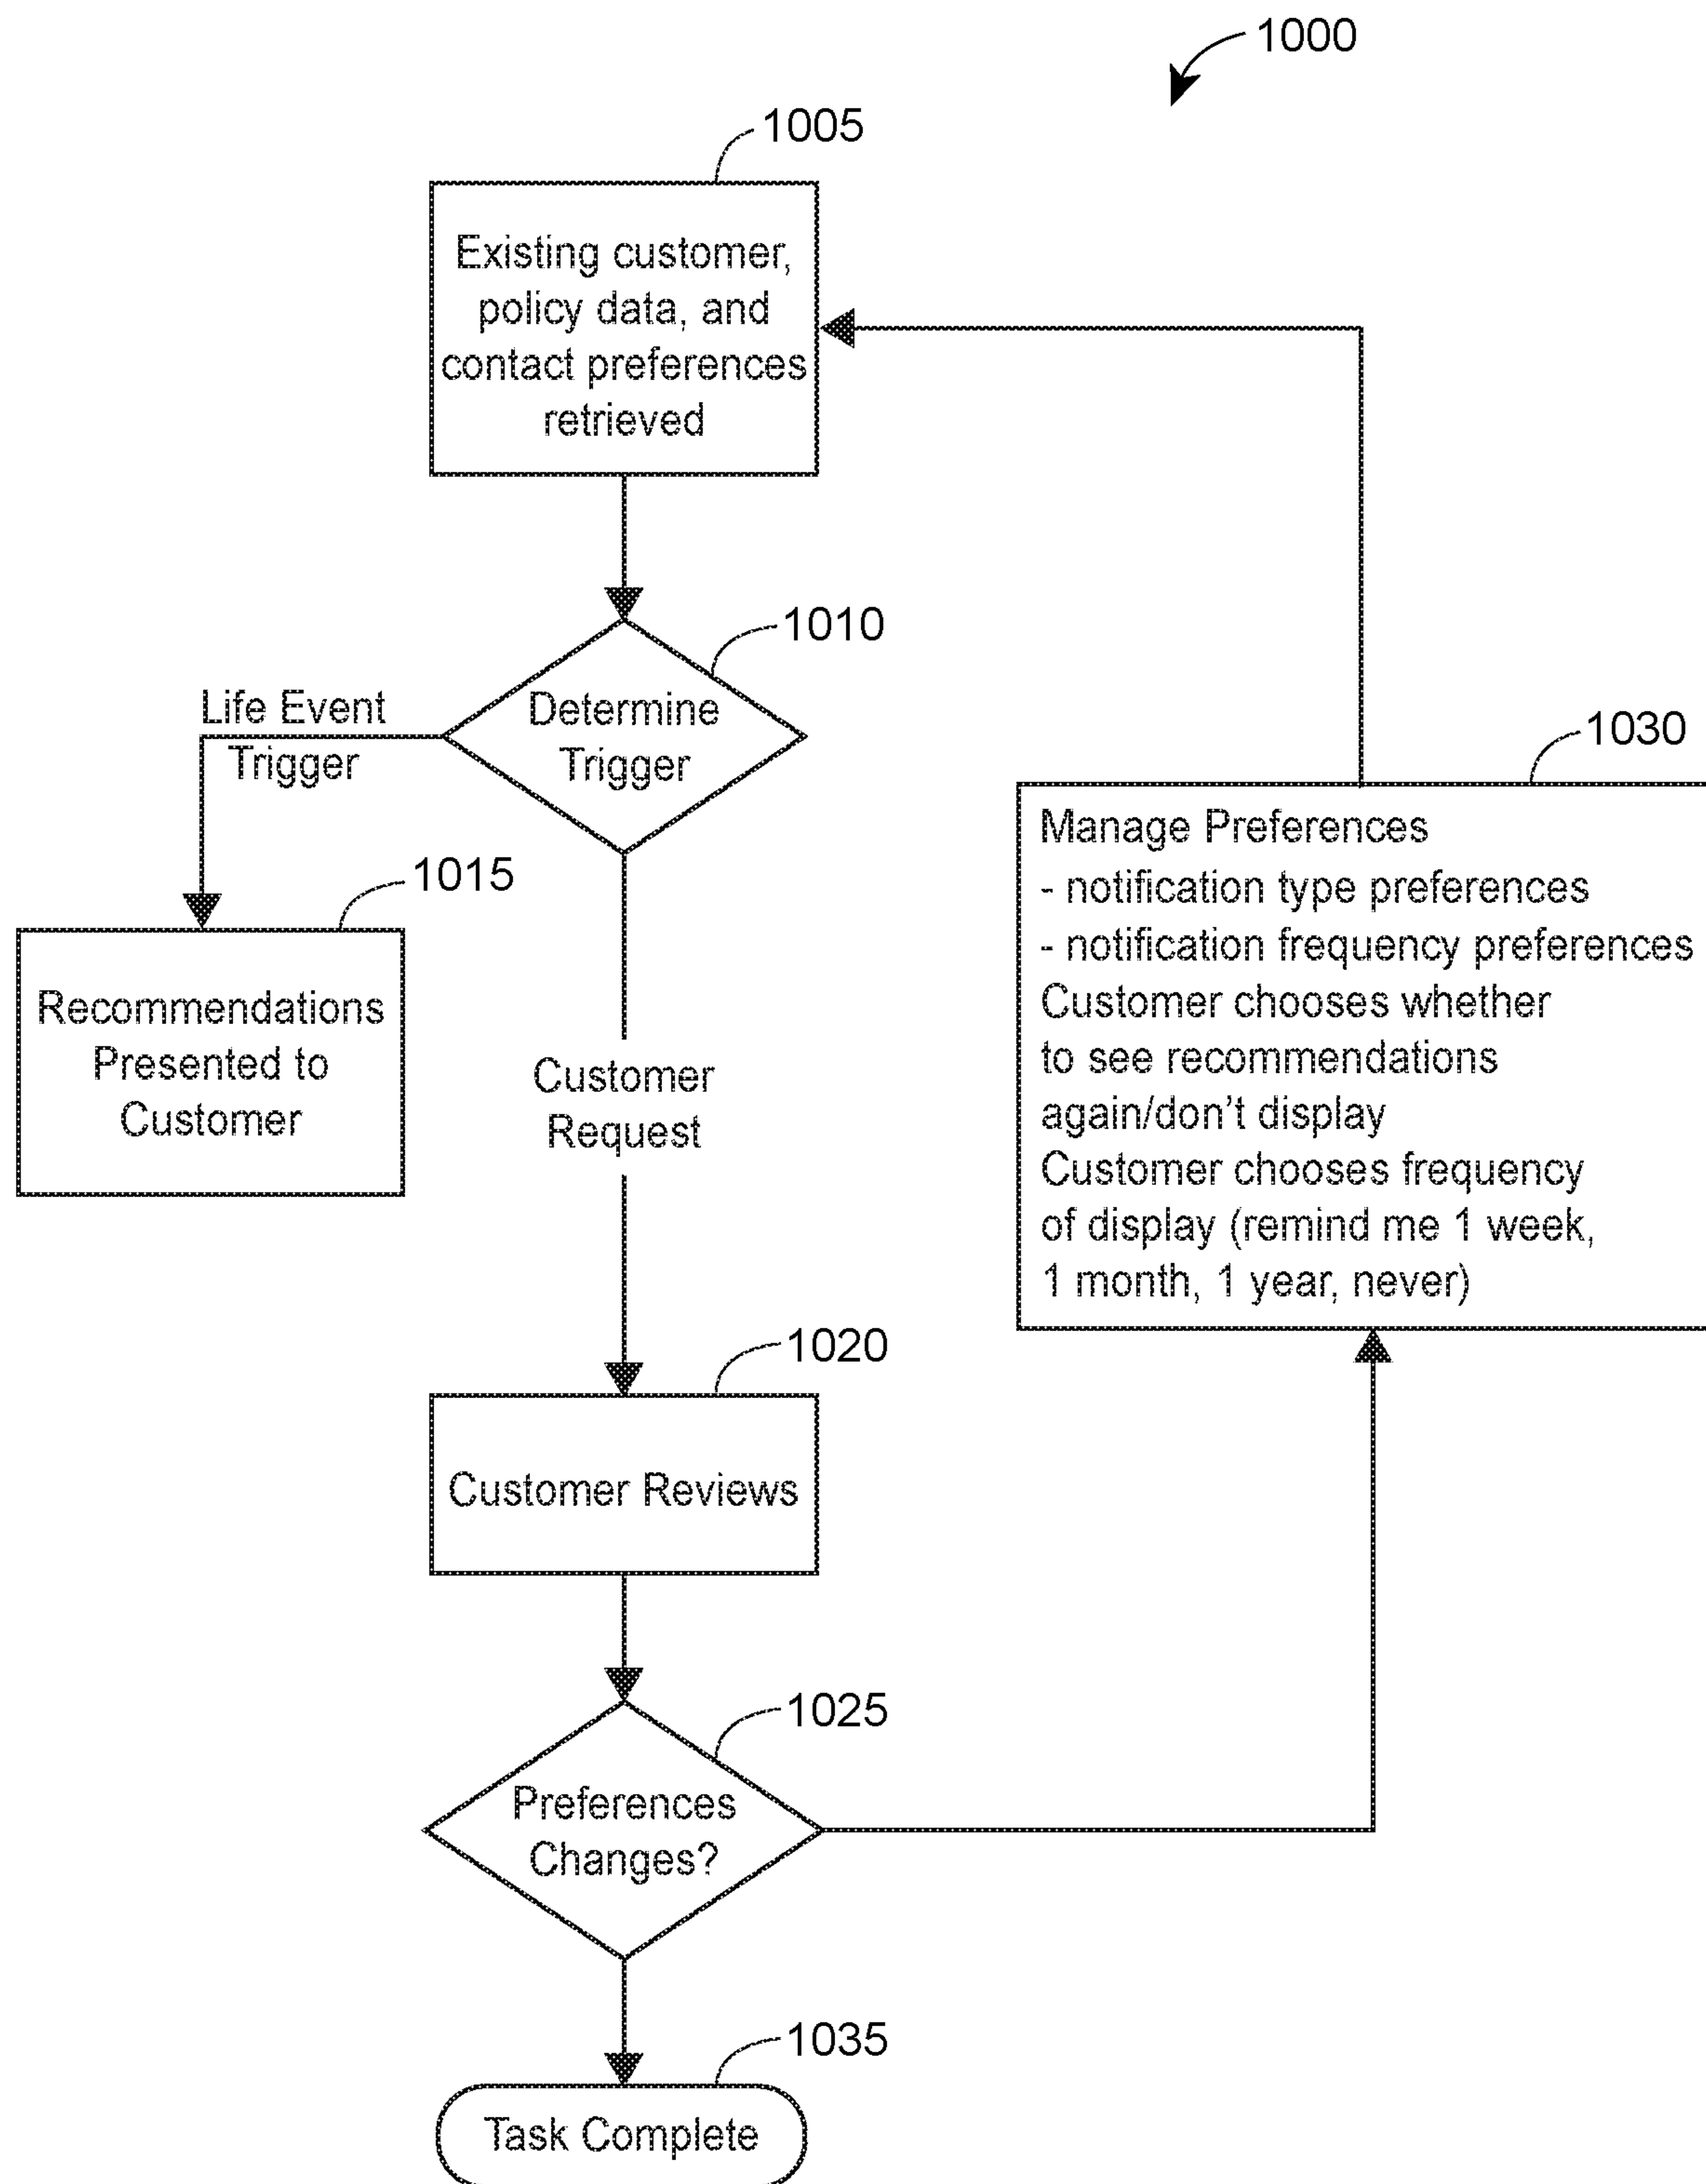 1000
1005
Existing customer,
policy data, and
contact preferences
retrieved
1010
Determine
Trigger
Life Event
Trigger
1015
Recommendations
Presented to
Customer
Customer
Request
1030
Manage Preferences
- notification type preferences
- notification frequency preferences
Customer chooses whether
to see recommendations
again/don't display
Customer chooses frequency
of display (remind me 1 week,
1 month, 1 year, never)
1020
Customer Reviews
1025
Preferences
Changes?
1035
Task Complete